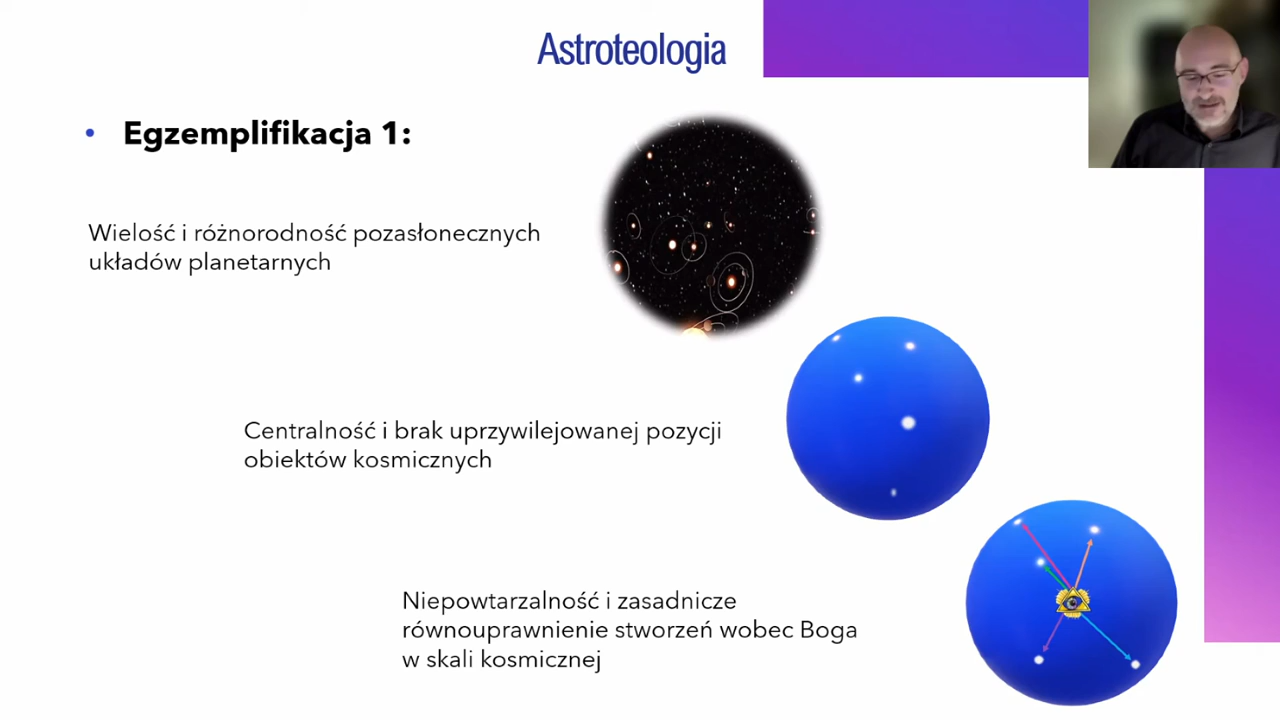 Astroteologia
• Egzemplifikacja 1:
Wielość i różnorodność pozasłonecznych
układów planetarnych
Centralność i brak uprzywilejowanej pozycji
obiektów kosmicznych
Niepowtarzalność i zasadnicze
równouprawnienie stworzeń wobec Boga
w skali kosmicznej